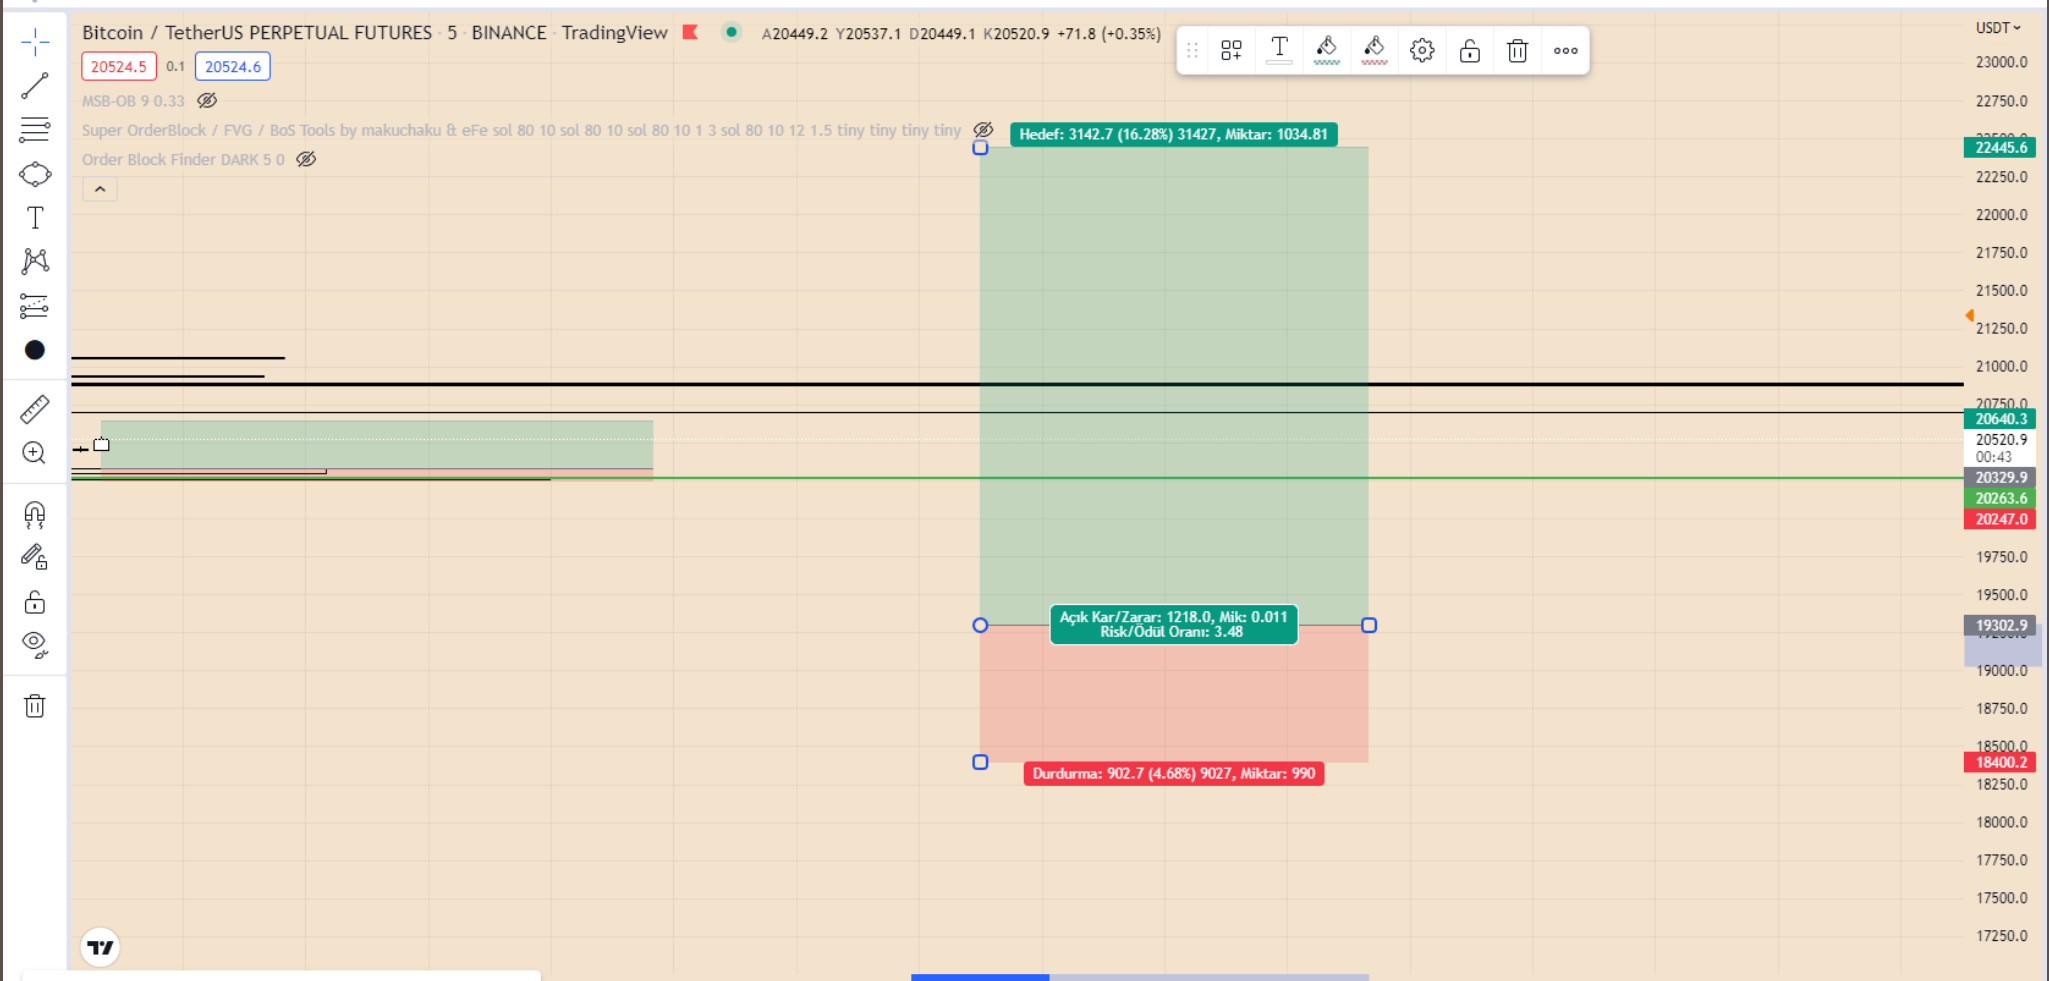 Bitcoin / TetherUS PERPETUAL FUTURES · 5 · BINANCE · TradingView
A20449.2 Y20537.1 D20449.1 K20520.9 +71.8 (+0.35%)
USDT
20524.5 0.1 20524.6
MSB-OB 9 0.33
Super OrderBlock / FVG / BoS Tools by makuchaku & eFe sol 80 10 sol 80 10 sol 80 10 1 3 sol 80 10 12 1.5 tiny tiny tiny tiny
Order Block Finder DARK 5 0
Hedef: 3142.7 (16.28%) 31427, Miktar: 1034.81
Açık Kar/Zarar: 1218.0, Mik: 0.011
Risk/Ödül Oranı: 3.48
Durdurma: 902.7 (4.68%) 9027, Miktar: 990
23000.0
22750.0
22445.6
22250.0
22000.0
21750.0
21500.0
21250.0
21000.0
20750.0
20640.3
20520.9
00:43
20329.9
20263.6
20247.0
19750.0
19500.0
19302.9
19000.0
18750.0
18500.0
18400.2
18250.0
18000.0
17750.0
17500.0
17250.0